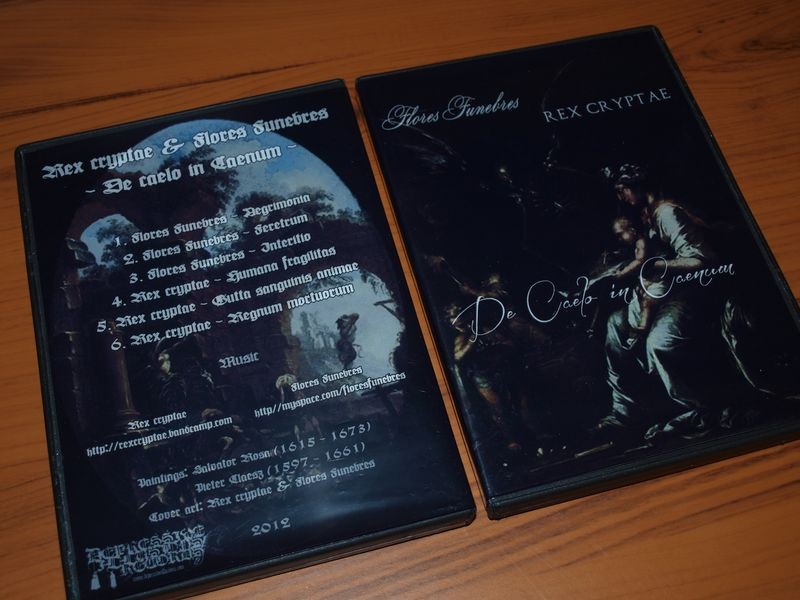 Rex cryptae & Flores Funebres
- De caelo in Caenum -
1. Flores Funebres - Aegrimonia
2. Flores Funebres - Feretrum
3. Flores Funebres - Interitio
4. Rex cryptae - Humana fragilitas
5. Rex cryptae - Gutta sanguinis animae
6. Rex cryptae - Regnum mortuorum
Music
Rex cryptae
http://rexcryptae.bandcamp.com
Flores Funebres
http//myspace.com/floresfunebres
Paintings: Salvator Rosa (1615 - 1673)
Pieter Claesz (1597 - 1661)
Cover art: Rex cryptae & Flores Funebres
2012
DEPRESSIVE
ILLUSIONS
RECORDS
Flores Funebres
REX CRYPTAE
De Caelo in Caenum